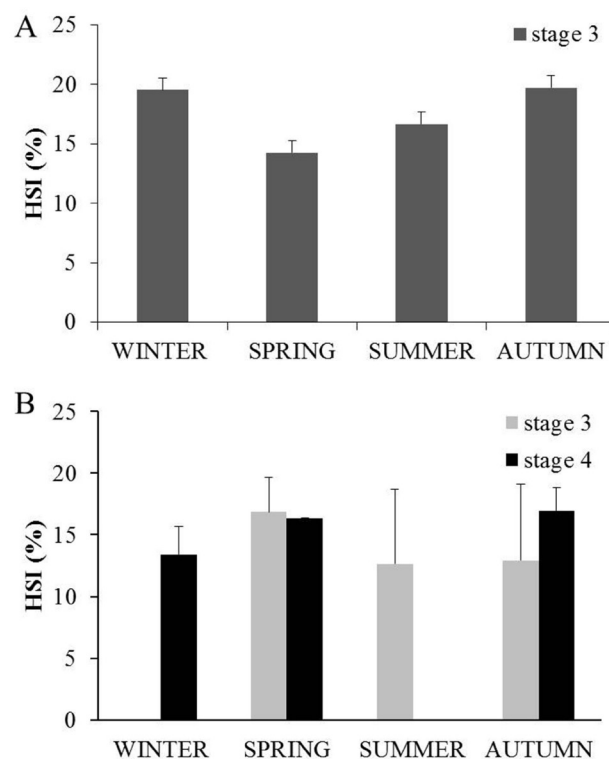 A
25
stage 3
20
15
10
5
0
HSI (%)
WINTER SPRING SUMMER AUTUMN
B
25
stage 3
stage 4
20
15
10
5
0
HSI (%)
WINTER SPRING SUMMER AUTUMN